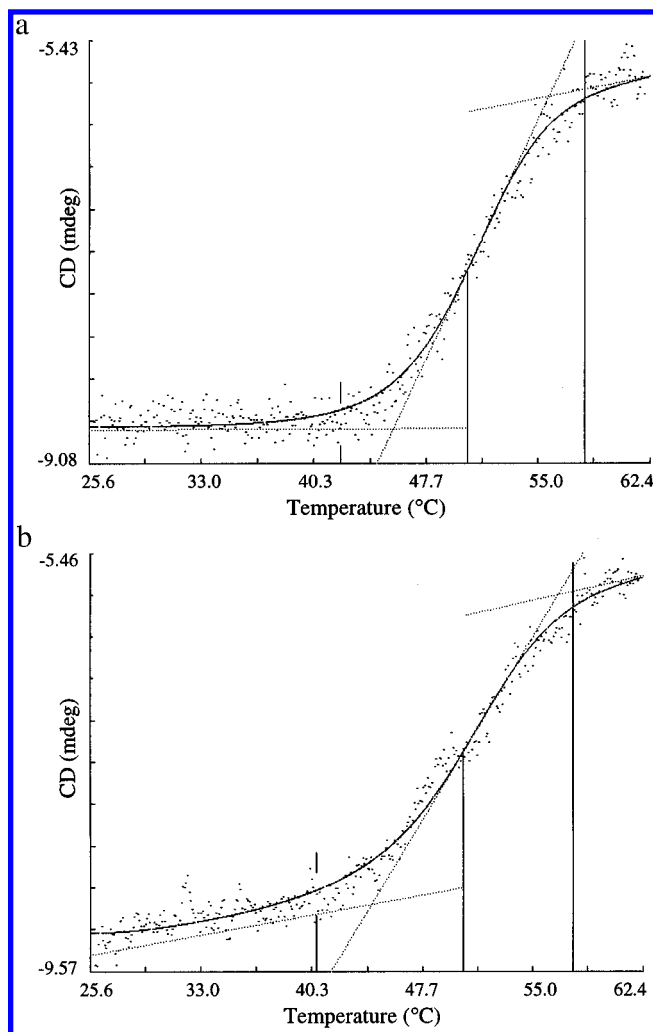 a
-5.43
CD (mdeg)
-9.08
25.6 33.0 40.3 47.7 55.0 62.4
Temperature (°C)
b
-5.46
CD (mdeg)
-9.57
25.6 33.0 40.3 47.7 55.0 62.4
Temperature (°C)